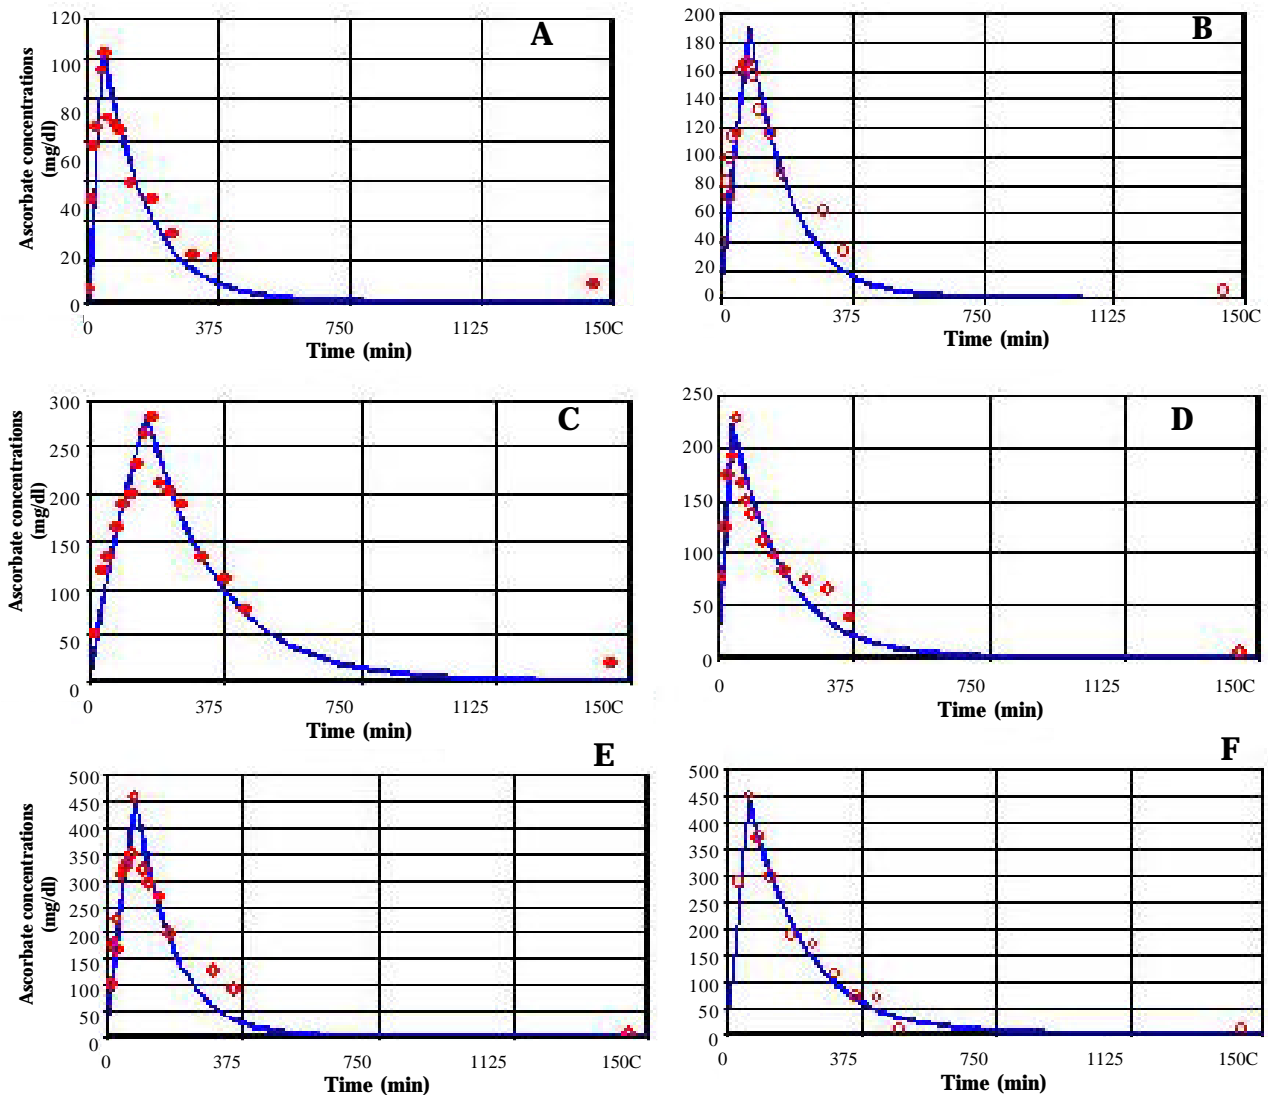 A
Ascorbate concentrations
(mg/dl)
120
100
80
60
40
20
0
0 375 750 1125 150C
Time (min)
B
200
180
160
140
120
100
80
60
40
20
0
0 375 750 1125 150C
Time (min)
C
Ascorbate concentrations
(mg/dl)
300
250
200
150
100
50
0
0 375 750 1125 150C
Time (min)
D
250
200
150
100
50
0
0 375 750 1125 150C
Time (min)
E
Ascorbate concentrations
(mg/dl)
500
450
400
350
300
250
200
150
100
50
0
0 375 750 1125 150C
Time (min)
F
500
450
400
350
300
250
200
150
100
50
0
0 375 750 1125 150C
Time (min)